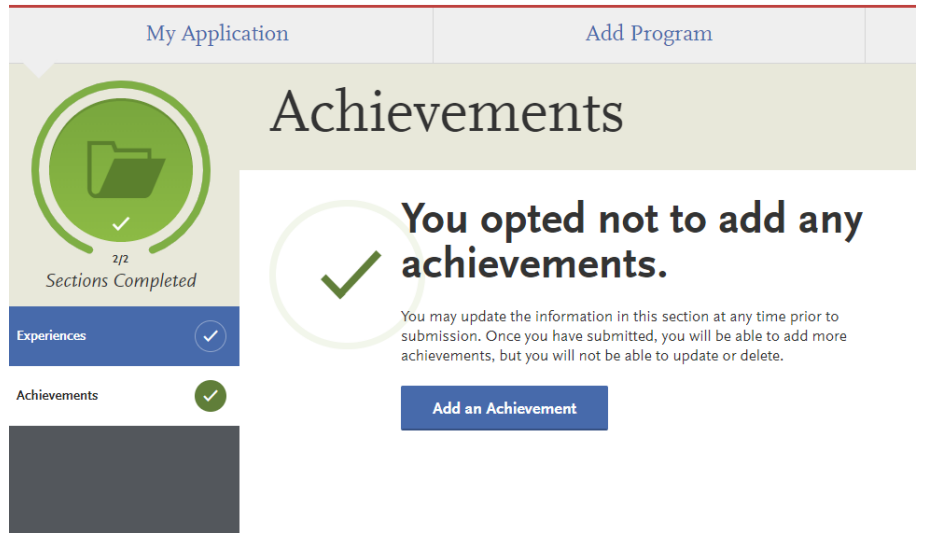 My Application
Add Program
Achievements
2/2
Sections Completed
Experiences
Achievements
You opted not to add any
achievements.
You may update the information in this section at any time prior to
submission. Once you have submitted, you will be able to add more
achievements, but you will not be able to update or delete.
Add an Achievement